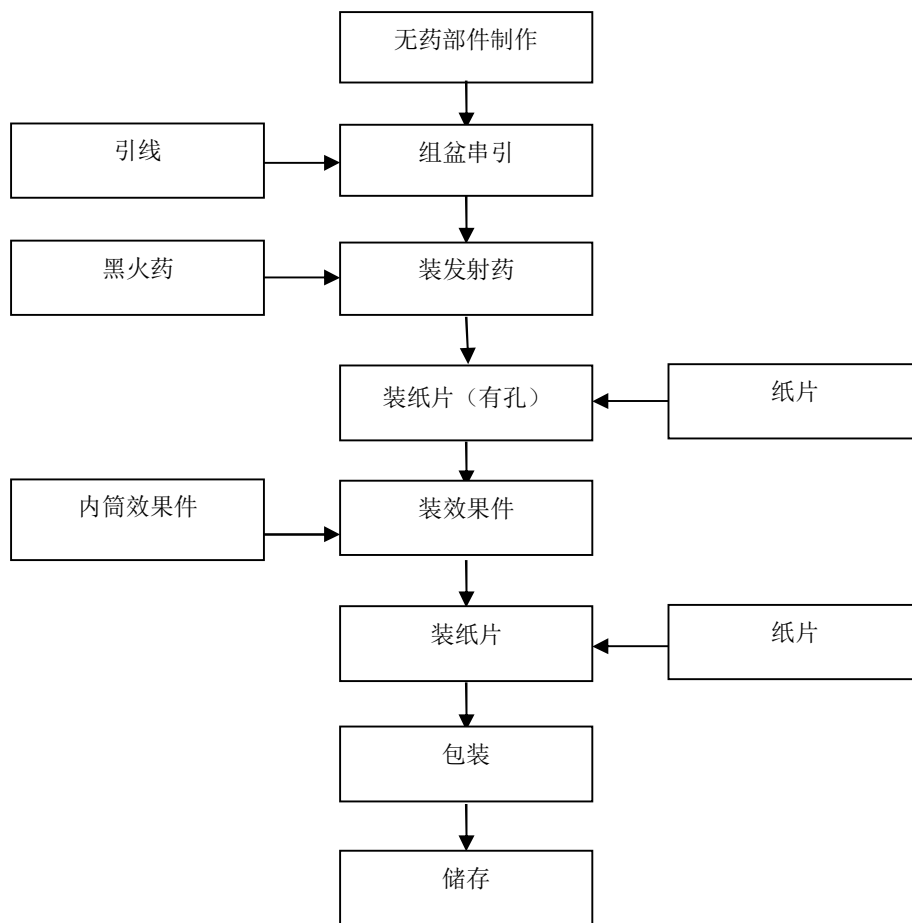 无药部件制作
引线
组盆串引
黑火药
装发射药
装纸片（有孔）
纸片
内筒效果件
装效果件
装纸片
纸片
包装
储存